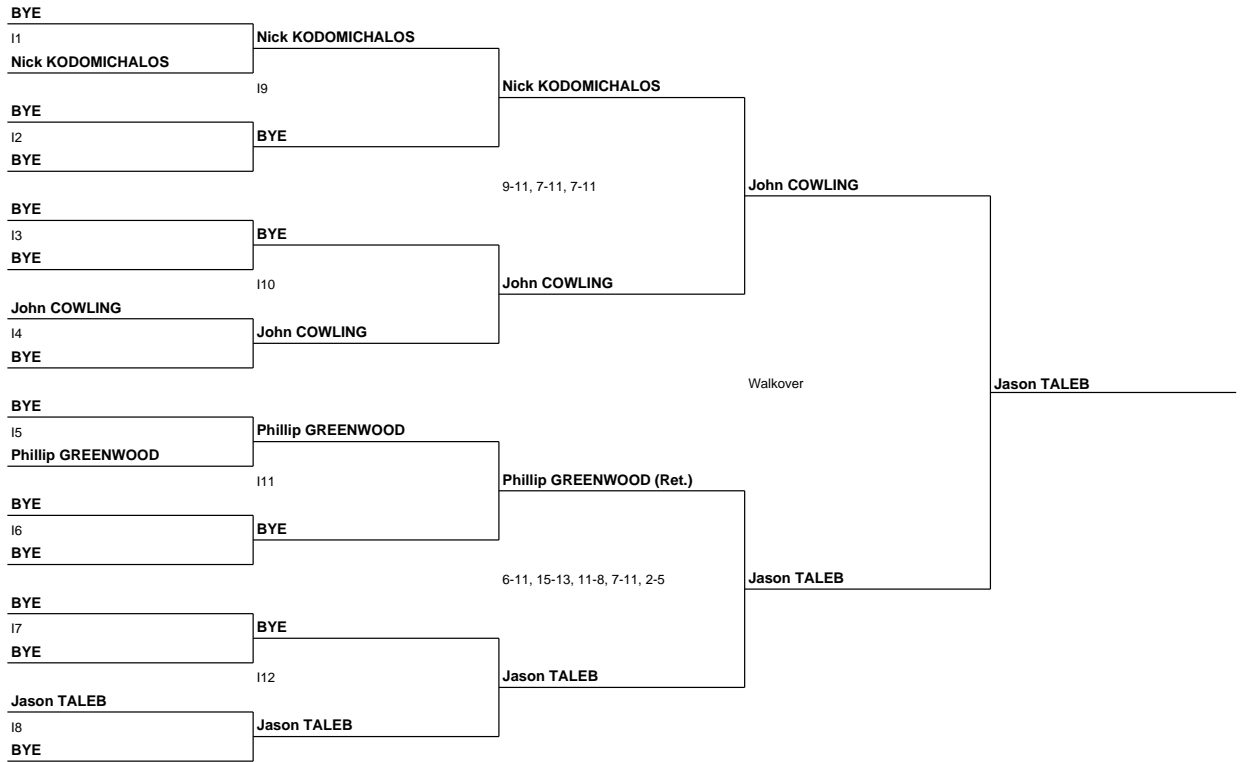 BYE
I1
Nick KODOMICHALOS
BYE
I2
BYE
BYE
I3
BYE
John COWLING
I4
BYE
BYE
I5
Phillip GREENWOOD
BYE
I6
BYE
BYE
I7
BYE
Jason TALEB
I8
BYE
Nick KODOMICHALOS
I9
BYE
BYE
I10
John COWLING
Phillip GREENWOOD
I11
BYE
BYE
I12
Jason TALEB
Nick KODOMICHALOS
9-11, 7-11, 7-11
John COWLING
Phillip GREENWOOD (Ret.)
6-11, 15-13, 11-8, 7-11, 2-5
Jason TALEB
John COWLING
Walkover
Jason TALEB
Jason TALEB